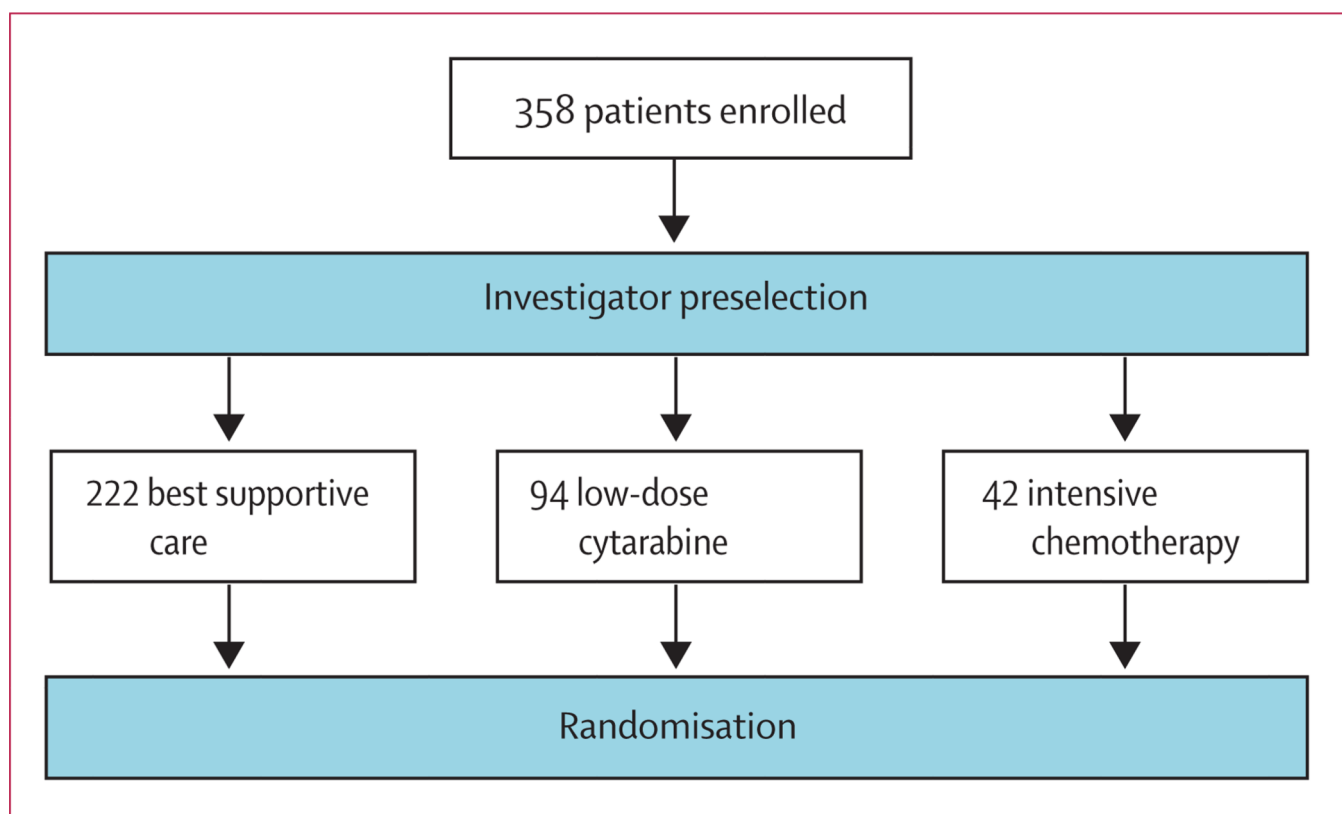 358 patients enrolled
Investigator preselection
222 best supportive
care
94 low-dose
cytarabine
42 intensive
chemotherapy
Randomisation